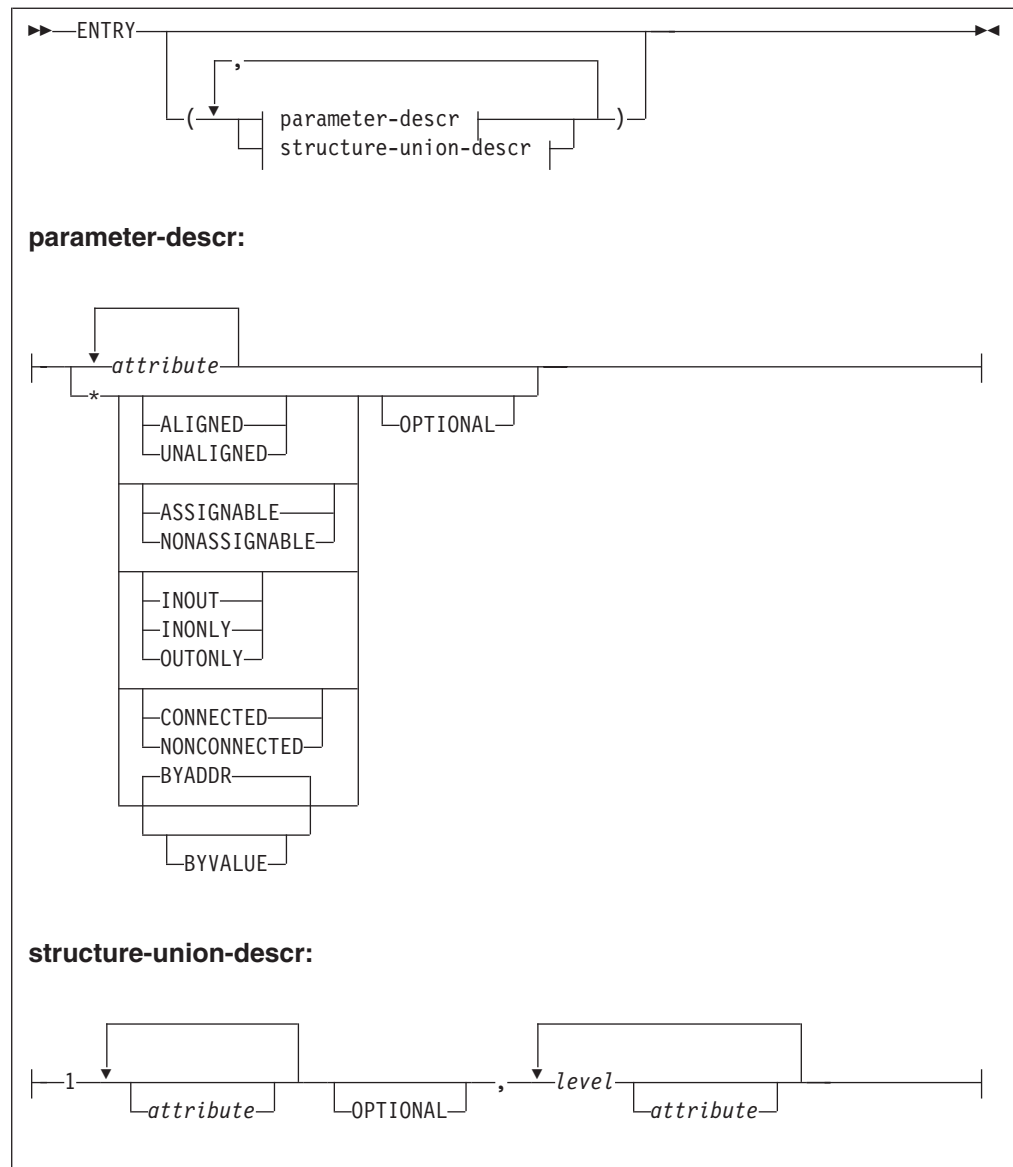 ENTRY
,
( parameter-descr )
structure-union-descr
parameter-descr:
attribute
*
ALIGNED OPTIONAL
UNALIGNED
ASSIGNABLE
NONASSIGNABLE
INOUT
INONLY
OUTONLY
CONNECTED
NONCONNECTED
BYADDR
BYVALUE
structure-union-descr:
1 , level
attribute OPTIONAL attribute